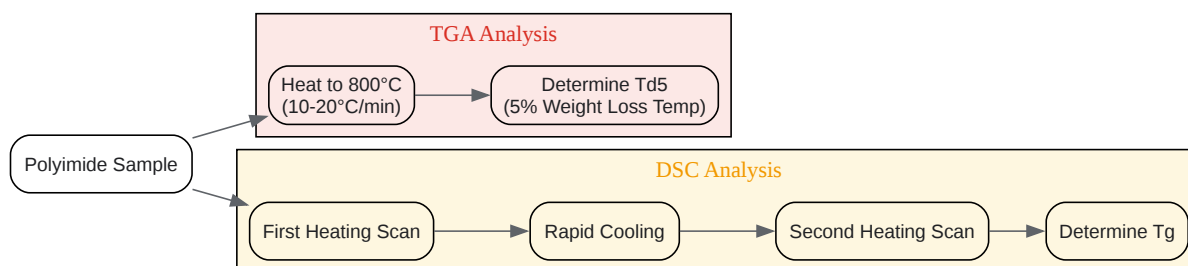 TGA Analysis
Heat to 800°C
(10-20°C/min)
Determine Td5
(5% Weight Loss Temp)
Polyimide Sample
DSC Analysis
First Heating Scan
Rapid Cooling
Second Heating Scan
Determine Tg